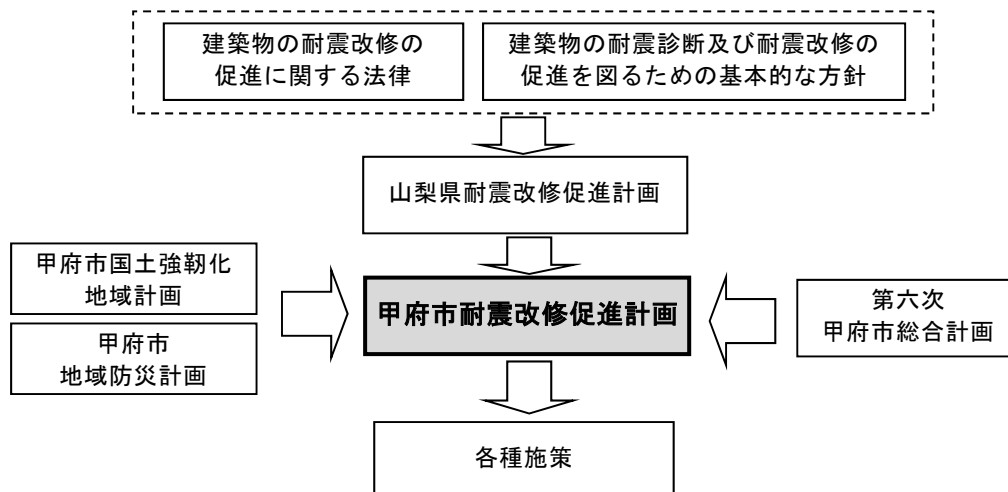 建築物の耐震改修の
促進に関する法律
建築物の耐震診断及び耐震改修の
促進を図るための基本的な方針
山梨県耐震改修促進計画
甲府市国土強靭化
地域計画
甲府市
地域防災計画
甲府市耐震改修促進計画
第六次
甲府市総合計画
各種施策